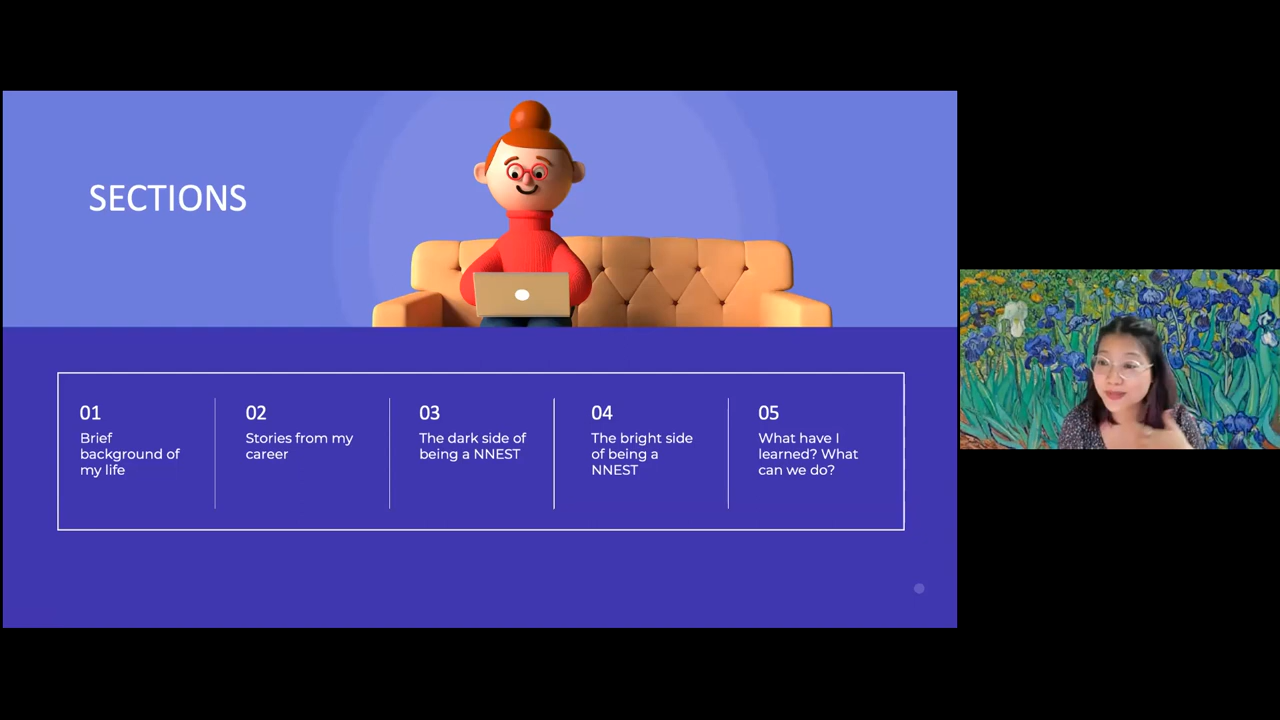 SECTIONS
01
Brief
background of
my life
02
Stories from my
career
03
The dark side of
being a NNEST
04
The bright side
of being a
NNEST
05
What have I
learned? What
can we do?